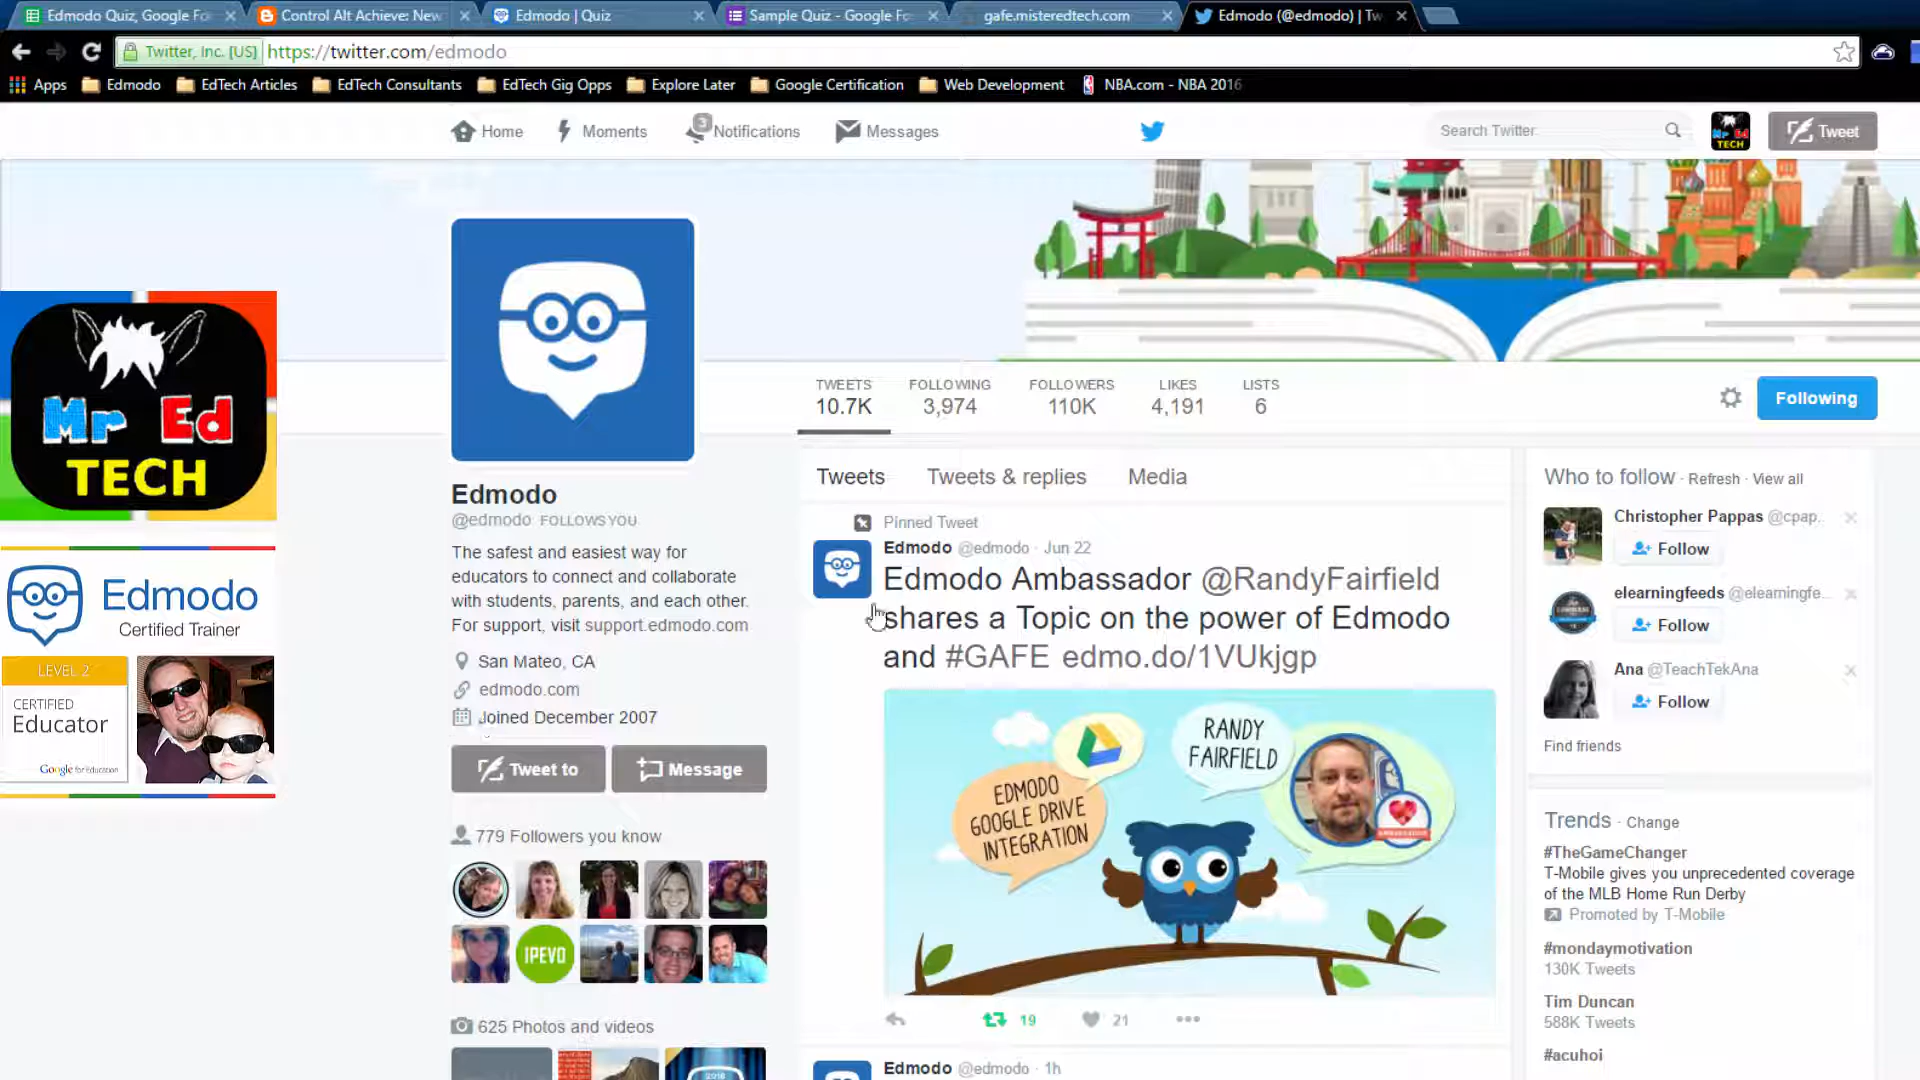 Edmodo Quiz, Google Fo
Control Alt Achieve: New
Edmodo | Quiz
Sample Quiz - Google Fo
gafe.misteredtech.com
Edmodo (@edmodo) | Tw
Twitter, Inc. [US]
https://twitter.com/edmodo
Apps
Edmodo
EdTech Articles
EdTech Consultants
EdTech Gig Opps
Explore Later
Google Certification
Web Development
NBA.com - NBA 2016
Home
Moments
3
Notifications
Messages
Search Twitter
Mr Ed
TECH
Tweet
Mr Ed
TECH
Edmodo
Certified Trainer
LEVEL 2
CERTIFIED
Educator
Google for Education
TWEETS
10.7K
FOLLOWING
3,974
FOLLOWERS
110K
LIKES
4,191
LISTS
6
Following
Edmodo
@edmodo FOLLOWS YOU
The safest and easiest way for
educators to connect and collaborate
with students, parents, and each other.
For support, visit support.edmodo.com
San Mateo, CA
edmodo.com
Joined December 2007
Tweet to
Message
779 Followers you know
IPEVO
625 Photos and videos
2016
Tweets
Tweets & replies
Media
Pinned Tweet
Edmodo @edmodo · Jun 22
Edmodo Ambassador @RandyFairfield
shares a Topic on the power of Edmodo
and #GAFE edmo.do/1VUkjgp
EDMODO
GOOGLE DRIVE
INTEGRATION
RANDY
FAIRFIELD
19
21
Edmodo @edmodo · 1h
Who to follow · Refresh · View all
Christopher Pappas @cpap..
Follow
elearningfeeds @elearningfe...
Follow
Ana @TeachTekAna
Follow
Find friends
Trends · Change
#TheGameChanger
T-Mobile gives you unprecedented coverage
of the MLB Home Run Derby
Promoted by T-Mobile
#mondaymotivation
130K Tweets
Tim Duncan
588K Tweets
#acuhoi